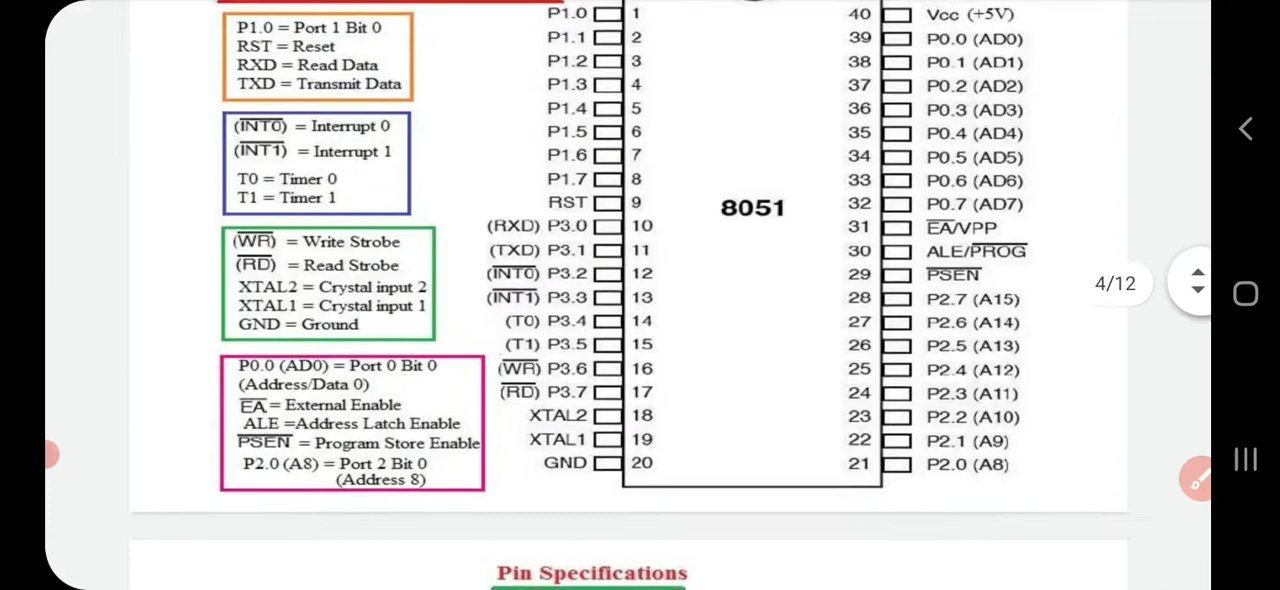 P1.0 = Port 1 Bit 0
RST = Reset
RXD = Read Data
TXD = Transmit Data
(INT0) = Interrupt 0
(INT1) = Interrupt 1
T0 = Timer 0
T1 = Timer 1
(WR) = Write Strobe
(RD) = Read Strobe
XTAL2 = Crystal input 2
XTAL1 = Crystal input 1
GND = Ground
P0.0 (AD0) = Port 0 Bit 0
(Address/Data 0)
EA = External Enable
ALE =Address Latch Enable
PSEN = Program Store Enable
P2.0 (A8) = Port 2 Bit 0
(Address 8)
P1.0 1
P1.1 2
P1.2 3
P1.3 4
P1.4 5
P1.5 6
P1.6 7
P1.7 8
RST 9
(RXD) P3.0 10
(TXD) P3.1 11
(INT0) P3.2 12
(INT1) P3.3 13
(T0) P3.4 14
(T1) P3.5 15
(WR) P3.6 16
(RD) P3.7 17
XTAL2 18
XTAL1 19
GND 20
8051
40 Vcc (+5V)
39 P0.0 (AD0)
38 P0.1 (AD1)
37 P0.2 (AD2)
36 P0.3 (AD3)
35 P0.4 (AD4)
34 P0.5 (AD5)
33 P0.6 (AD6)
32 P0.7 (AD7)
31 EA/VPP
30 ALE/PROG
29 PSEN
28 P2.7 (A15)
27 P2.6 (A14)
26 P2.5 (A13)
25 P2.4 (A12)
24 P2.3 (A11)
23 P2.2 (A10)
22 P2.1 (A9)
21 P2.0 (A8)
4/12
Pin Specifications